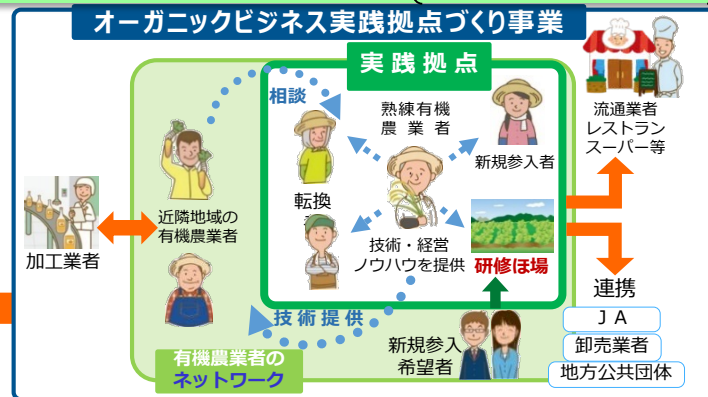 オーガニックビジネス実践拠点づくり事業
実践拠点
相談
熟練有機
農業者
新規参入者
転換
技術・経営
ノウハウを提供
研修ほ場
近隣地域の
有機農業者
加工業者
技術提供
新規参入
希望者
有機農業者の
ネットワーク
流通業者
レストラン
スーパー等
連携
ＪＡ
卸売業者
地方公共団体